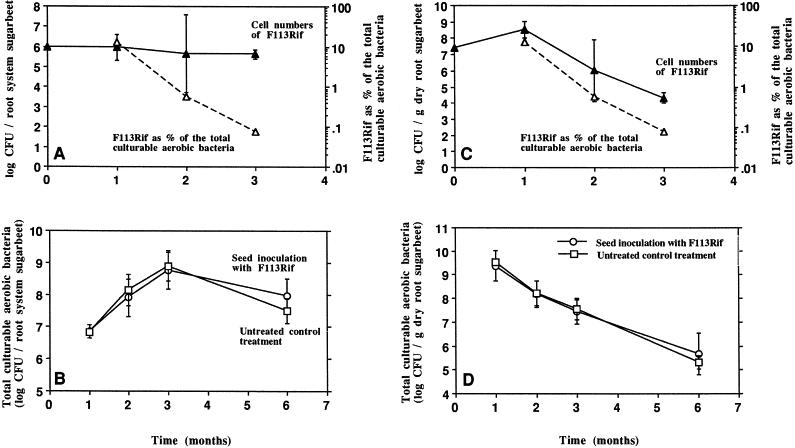 log CFU / root system sugarbeet
8
7
6
5
4
3
2
1
0
Cell numbers
of F113Rif
F113Rif as % of the total
culturable aerobic bacteria
A
0
1
2
3
4
100
10
1
.1
.01
F113Rif as % of the total
culturable aerobic bacteria
log CFU / g dry root sugarbeet
10
9
8
7
6
5
4
3
2
1
0
Cell numbers
of F113Rif
F113Rif as % of the total
culturable aerobic bacteria
C
0
1
2
3
4
100
10
1
.1
.01
F113Rif as % of the total
culturable aerobic bacteria
Total culturable aerobic bacteria
(log CFU / root system sugarbeet)
10
9
8
7
6
5
Seed inoculation
with F113Rif
Untreated control
treatment
B
0
1
2
3
4
5
6
7
Time (months)
Total culturable aerobic bacteria
(log CFU / g dry root sugarbeet)
11
10
9
8
7
6
5
4
Seed inoculation with F113Rif
Untreated control treatment
D
0
1
2
3
4
5
6
7
Time (months)